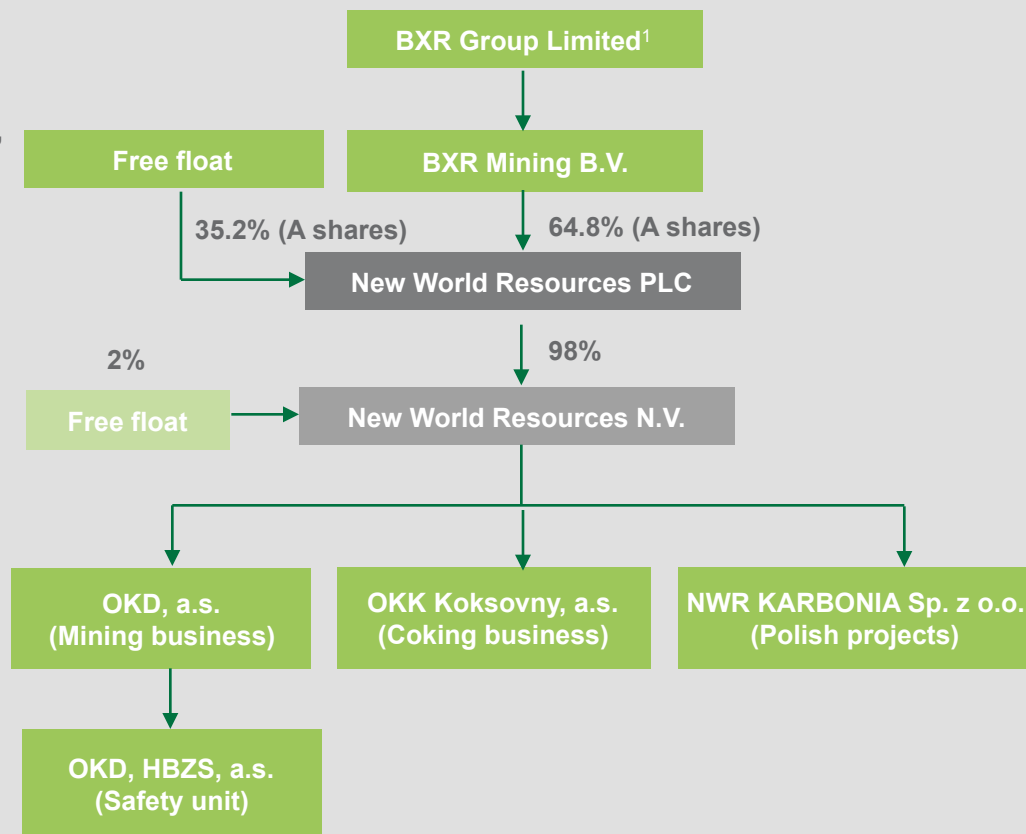 BXR Group Limited¹
,
Free float
BXR Mining B.V.
35.2% (A shares)
64.8% (A shares)
New World Resources PLC
2%
98%
Free float
New World Resources N.V.
OKD, a.s.
(Mining business)
OKK Koksovny, a.s.
(Coking business)
NWR KARBONIA Sp. z o.o.
(Polish projects)
OKD, HBZS, a.s.
(Safety unit)